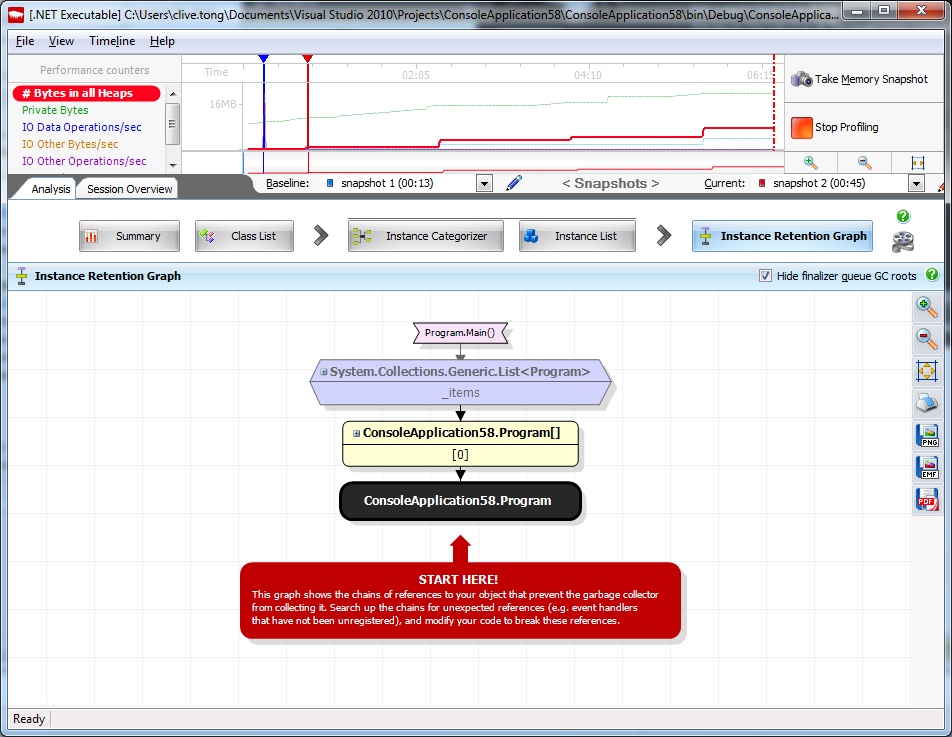 [.NET Executable] C:\Users\clive.tong\Documents\Visual Studio 2010\Projects\ConsoleApplication58\ConsoleApplication58\bin\Debug\ConsoleApplica...
File View Timeline Help
Performance counters
# Bytes in all Heaps
Private Bytes
IO Data Operations/sec
IO Other Bytes/sec
IO Other Operations/sec
Time 02:05 04:10 06:15
16MB
Take Memory Snapshot
Stop Profiling
Analysis Session Overview
Baseline: snapshot 1 (00:13) < Snapshots > Current: snapshot 2 (00:45)
Summary Class List Instance Categorizer Instance List Instance Retention Graph
Instance Retention Graph Hide finalizer queue GC roots
Program.Main()
System.Collections.Generic.List<Program>
_items
ConsoleApplication58.Program[]
[0]
ConsoleApplication58.Program
START HERE!
This graph shows the chains of references to your object that prevent the garbage collector
from collecting it. Search up the chains for unexpected references (e.g. event handlers
that have not been unregistered), and modify your code to break these references.
PNG
EMF
PDF
Ready